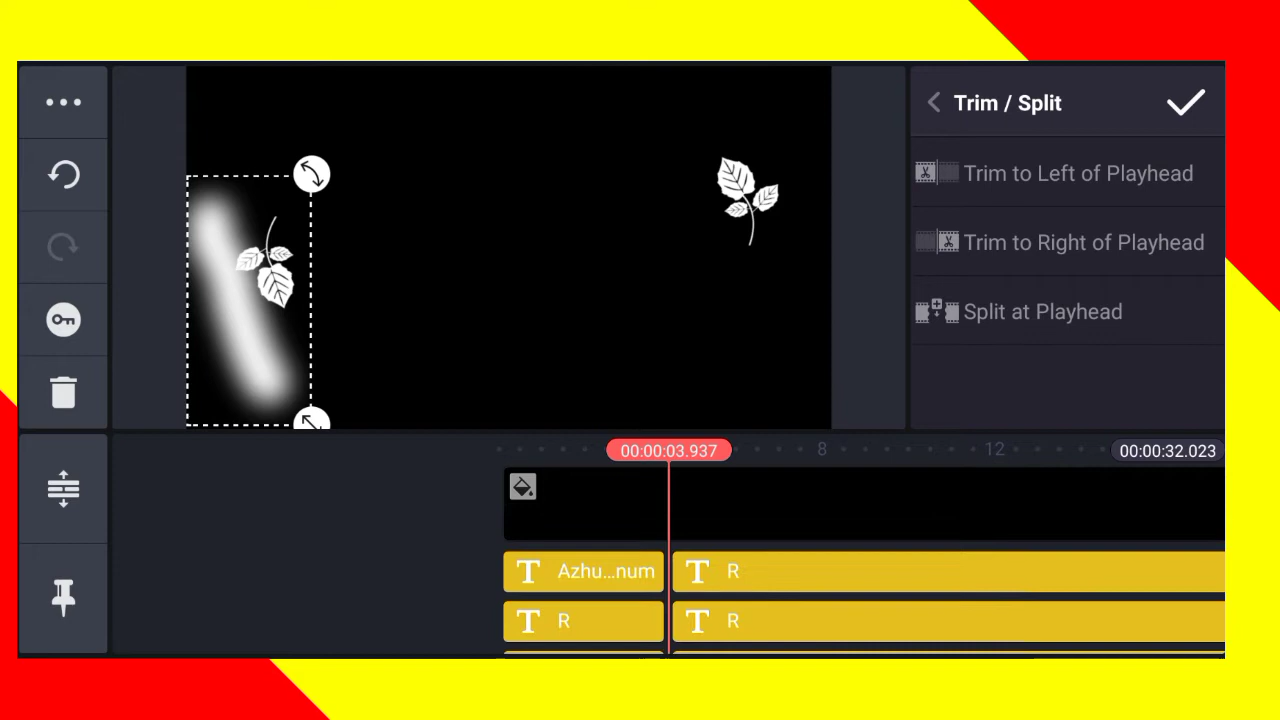 Trim / Split
Trim to Left of Playhead
Trim to Right of Playhead
Split at Playhead
00:00:03.937
8
12
00:00:32.023
T Azhu...num
T R
T R
T R